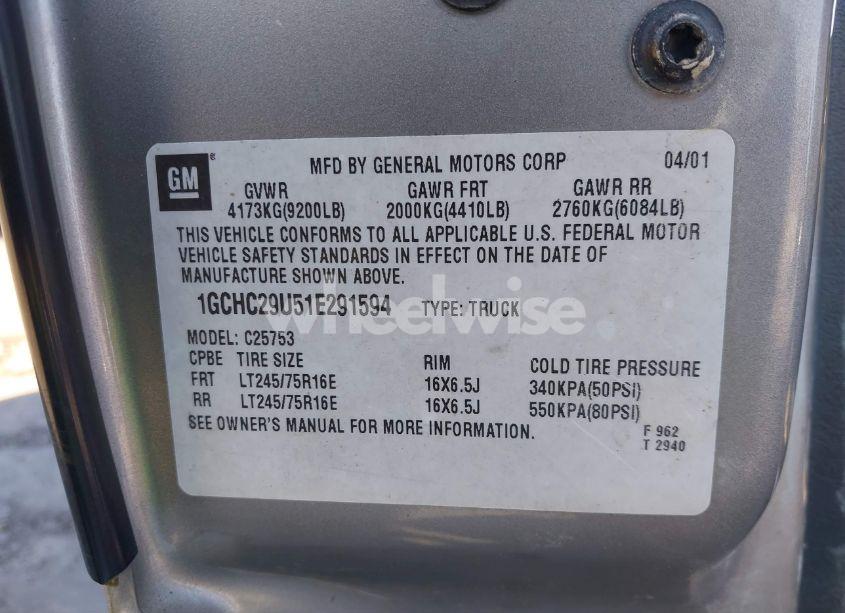 GM
®
MFD BY GENERAL MOTORS CORP 04/01
GVWR GAWR FRT GAWR RR
4173KG(9200LB) 2000KG(4410LB) 2760KG(6084LB)
THIS VEHICLE CONFORMS TO ALL APPLICABLE U.S. FEDERAL MOTOR
VEHICLE SAFETY STANDARDS IN EFFECT ON THE DATE OF
MANUFACTURE SHOWN ABOVE.
1GCHC29U51E291594 TYPE: TRUCK
wheelwise
MODEL: C25753
CPBE TIRE SIZE RIM COLD TIRE PRESSURE
FRT LT245/75R16E 16X6.5J 340KPA(50PSI)
RR LT245/75R16E 16X6.5J 550KPA(80PSI)
SEE OWNER'S MANUAL FOR MORE INFORMATION.
F 962
T 2940